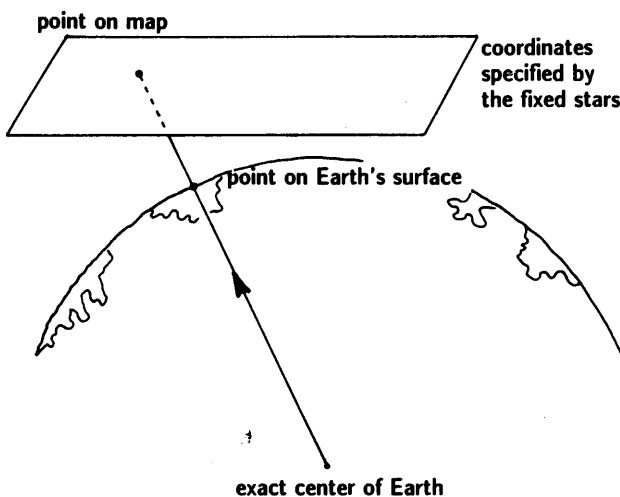 point on map
coordinates
specified by
the fixed stars
point on Earth's surface
exact center of Earth